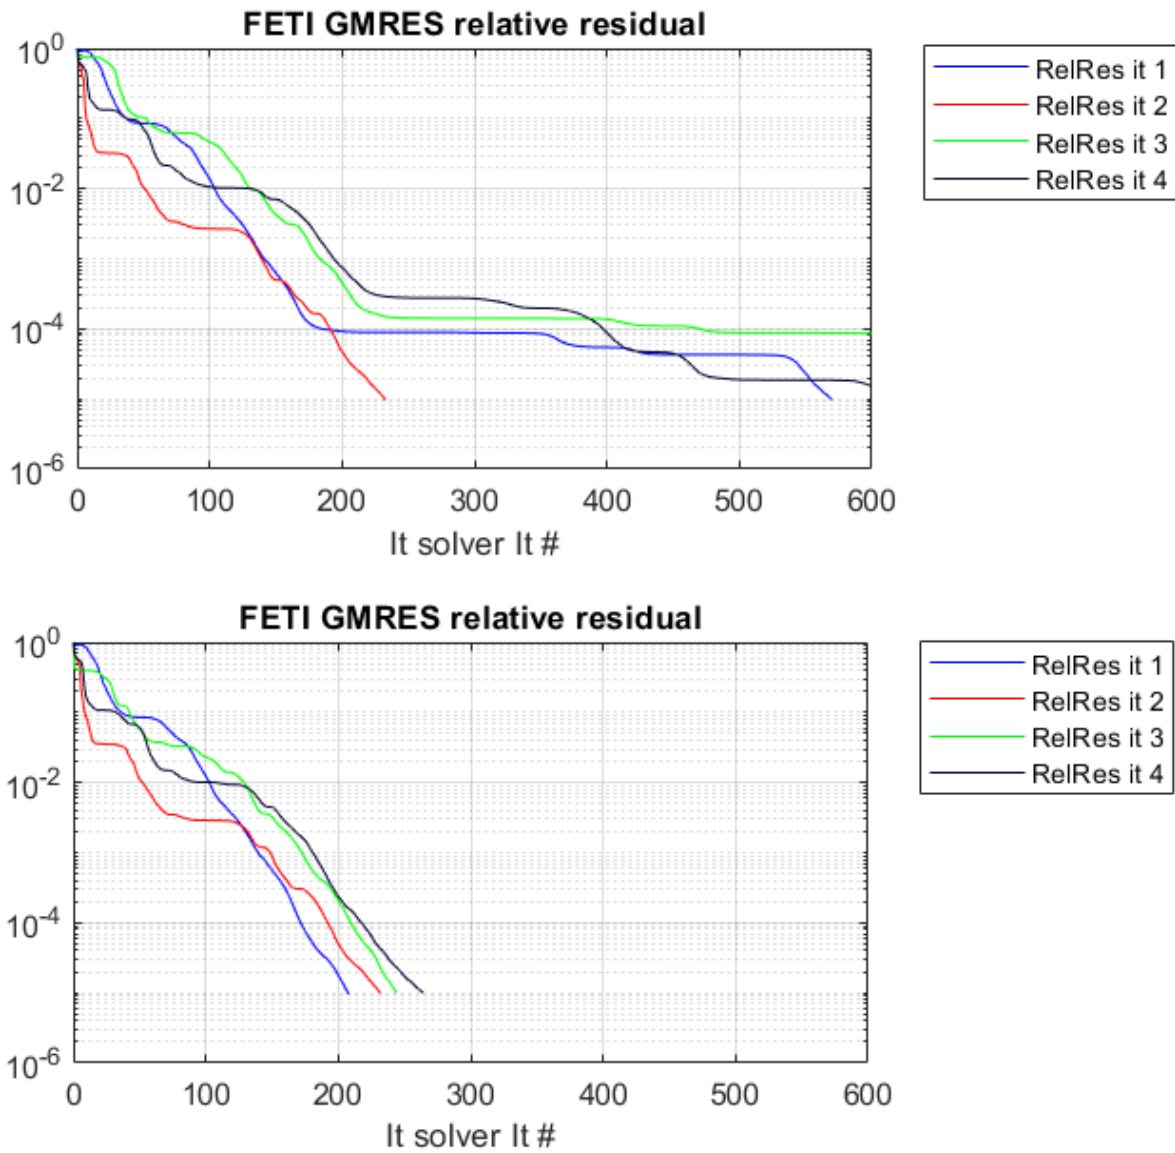 FETI GMRES relative residual
10^0
10^-2
10^-4
10^-6
0 100 200 300 400 500 600
It solver It #
RelRes it 1
RelRes it 2
RelRes it 3
RelRes it 4
FETI GMRES relative residual
10^0
10^-2
10^-4
10^-6
0 100 200 300 400 500 600
It solver It #
RelRes it 1
RelRes it 2
RelRes it 3
RelRes it 4